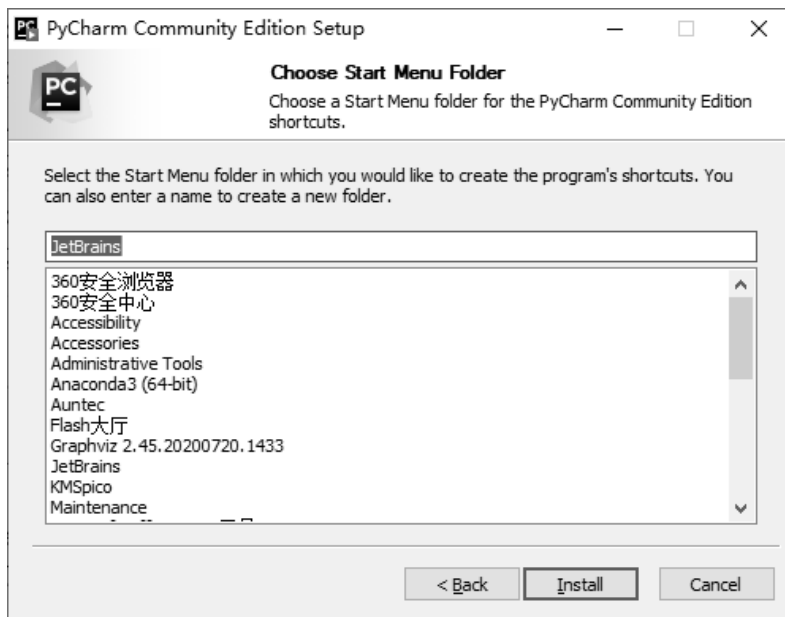 PyCharm Community Edition Setup
PC
Choose Start Menu Folder
Choose a Start Menu folder for the PyCharm Community Edition
shortcuts.
Select the Start Menu folder in which you would like to create the program's shortcuts. You
can also enter a name to create a new folder.
JetBrains
360安全浏览器
360安全中心
Accessibility
Accessories
Administrative Tools
Anaconda3 (64-bit)
Auntec
Flash大厅
Graphviz 2.45.20200720.1433
JetBrains
KMSpico
Maintenance
< Back
Install
Cancel